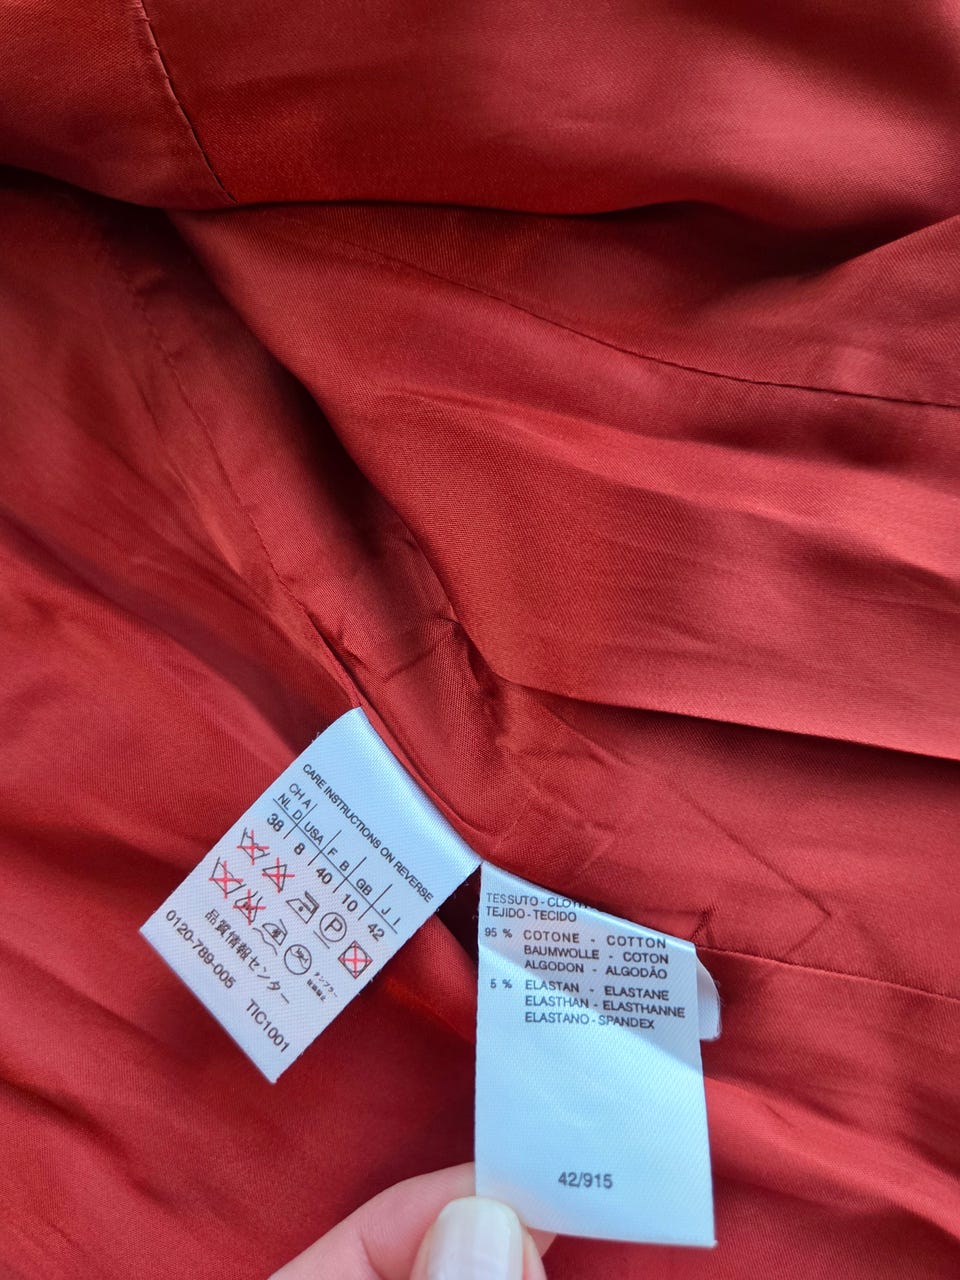 CARE INSTRUCTIONS ON REVERSE
CH A
NL D USA F B GB J I
38 8 40 10 42
P
品質情報センター
0120-789-005 TIC1001
TESSUTO-CLOTH
TEJIDO-TECIDO
95 % COTONE - COTTON
BAUMWOLLE - COTON
ALGODON - ALGODÃO
5 % ELASTAN - ELASTANE
ELASTHAN - ELASTHANNE
ELASTANO - SPANDEX
42/915